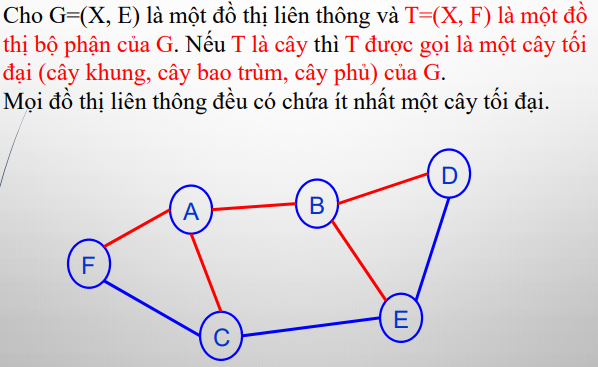 Cho G=(X, E) là một đồ thị liên thông và T=(X, F) là một đồ
thị bộ phận của G. Nếu T là cây thì T được gọi là một cây tối
đại (cây khung, cây bao trùm, cây phủ) của G.
Mọi đồ thị liên thông đều có chứa ít nhất một cây tối đại.
D
B
A
F
E
C